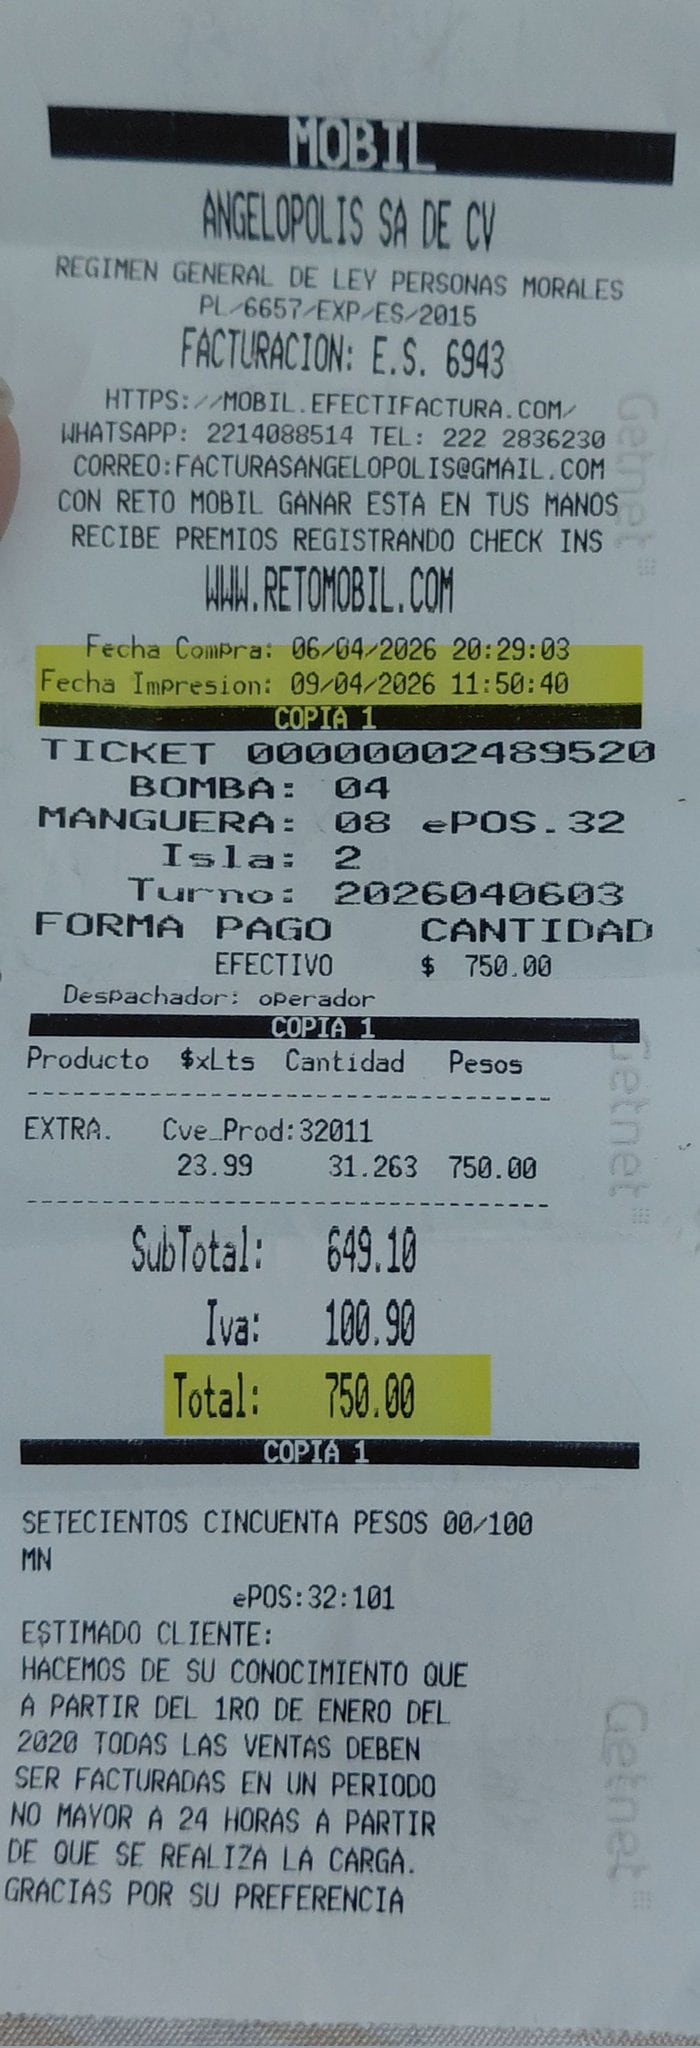 MOBIL
ANGELOPOLIS SA DE CV
REGIMEN GENERAL DE LEY PERSONAS MORALES
PL/6657/EXP/ES/2015
FACTURACION: E.S. 6943
HTTPS://MOBIL.EFECTIFACTURA.COM/
WHATSAPP: 2214088514 TEL: 222 2836230
CORREO:FACTURASANGELOPOLIS@GMAIL.COM
CON RETO MOBIL GANAR ESTA EN TUS MANOS
RECIBE PREMIOS REGISTRANDO CHECK INS
WWW.RETOMOBIL.COM
Fecha Compra: 06/04/2026 20:29:03
Fecha Impresion: 09/04/2026 11:50:40
COPIA 1
TICKET 000000002489520
BOMBA: 04
MANGUERA: 08 ePOS.32
Isla: 2
Turno: 2026040603
FORMA PAGO CANTIDAD
EFECTIVO $ 750.00
Despachador: operador
COPIA 1
Producto $xLts Cantidad Pesos
--------------------------------------
EXTRA. Cve_Prod:32011
23.99 31.263 750.00
--------------------------------------
SubTotal: 649.10
Iva: 100.90
Total: 750.00
COPIA 1
SETECIENTOS CINCUENTA PESOS 00/100
MN
ePOS:32:101
ESTIMADO CLIENTE:
HACEMOS DE SU CONOCIMIENTO QUE
A PARTIR DEL 1RO DE ENERO DEL
2020 TODAS LAS VENTAS DEBEN
SER FACTURADAS EN UN PERIODO
NO MAYOR A 24 HORAS A PARTIR
DE QUE SE REALIZA LA CARGA.
GRACIAS POR SU PREFERENCIA
Getnet
Getnet
Getnet